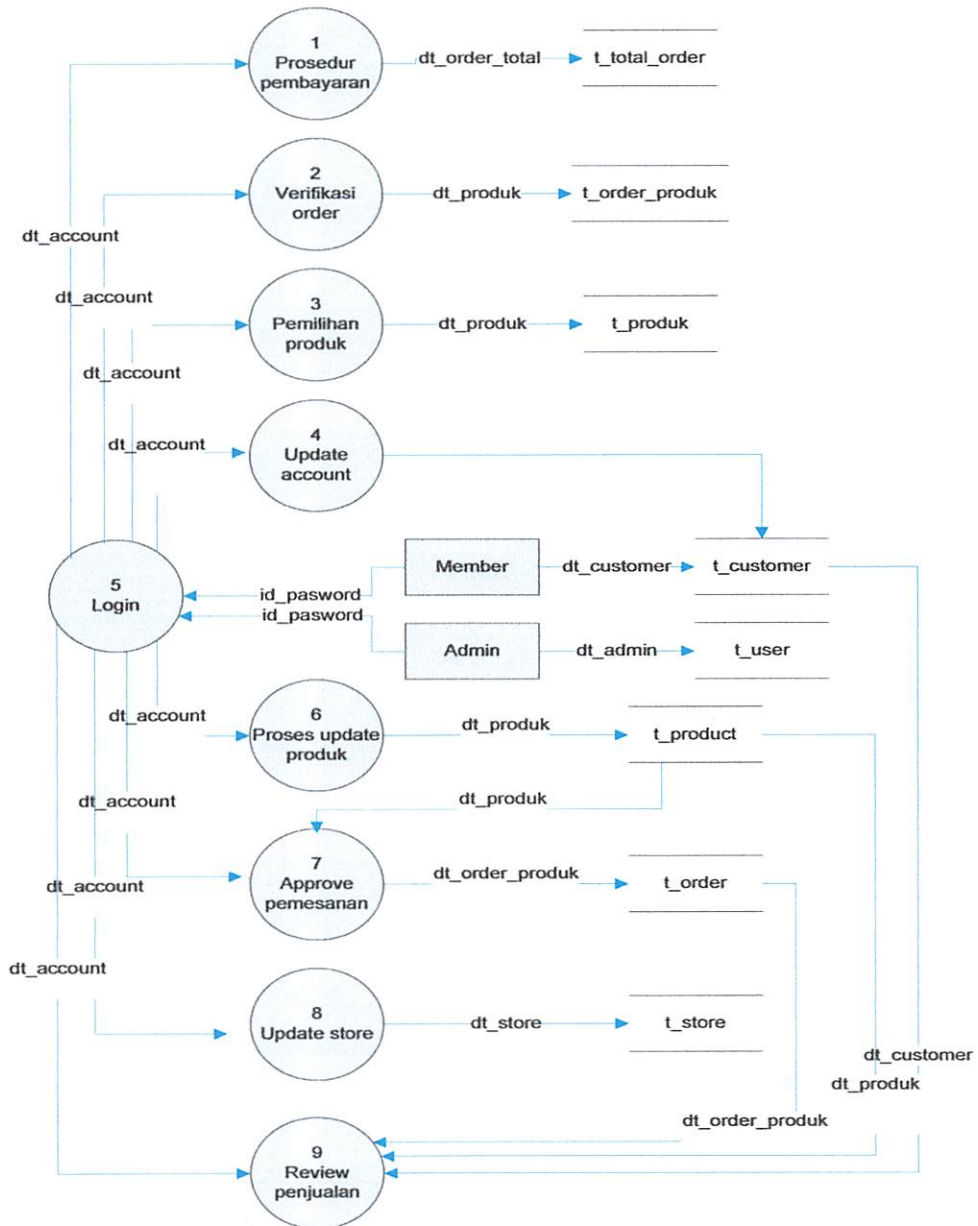 1
Prosedur
pembayaran
dt_order_total
t_total_order
2
Verifikasi
order
dt_produk
t_order_produk
dt_account
dt_account
3
Pemilihan
produk
dt_produk
t_produk
dt_account
dt_account
4
Update
account
5
Login
id_pasword
id_pasword
Member
dt_customer
t_customer
Admin
dt_admin
t_user
dt_account
6
Proses update
produk
dt_produk
t_product
dt_produk
dt_account
7
Approve
pemesanan
dt_order_produk
t_order
dt_account
dt_account
8
Update store
dt_store
t_store
dt_customer
dt_produk
dt_order_produk
9
Review
penjualan